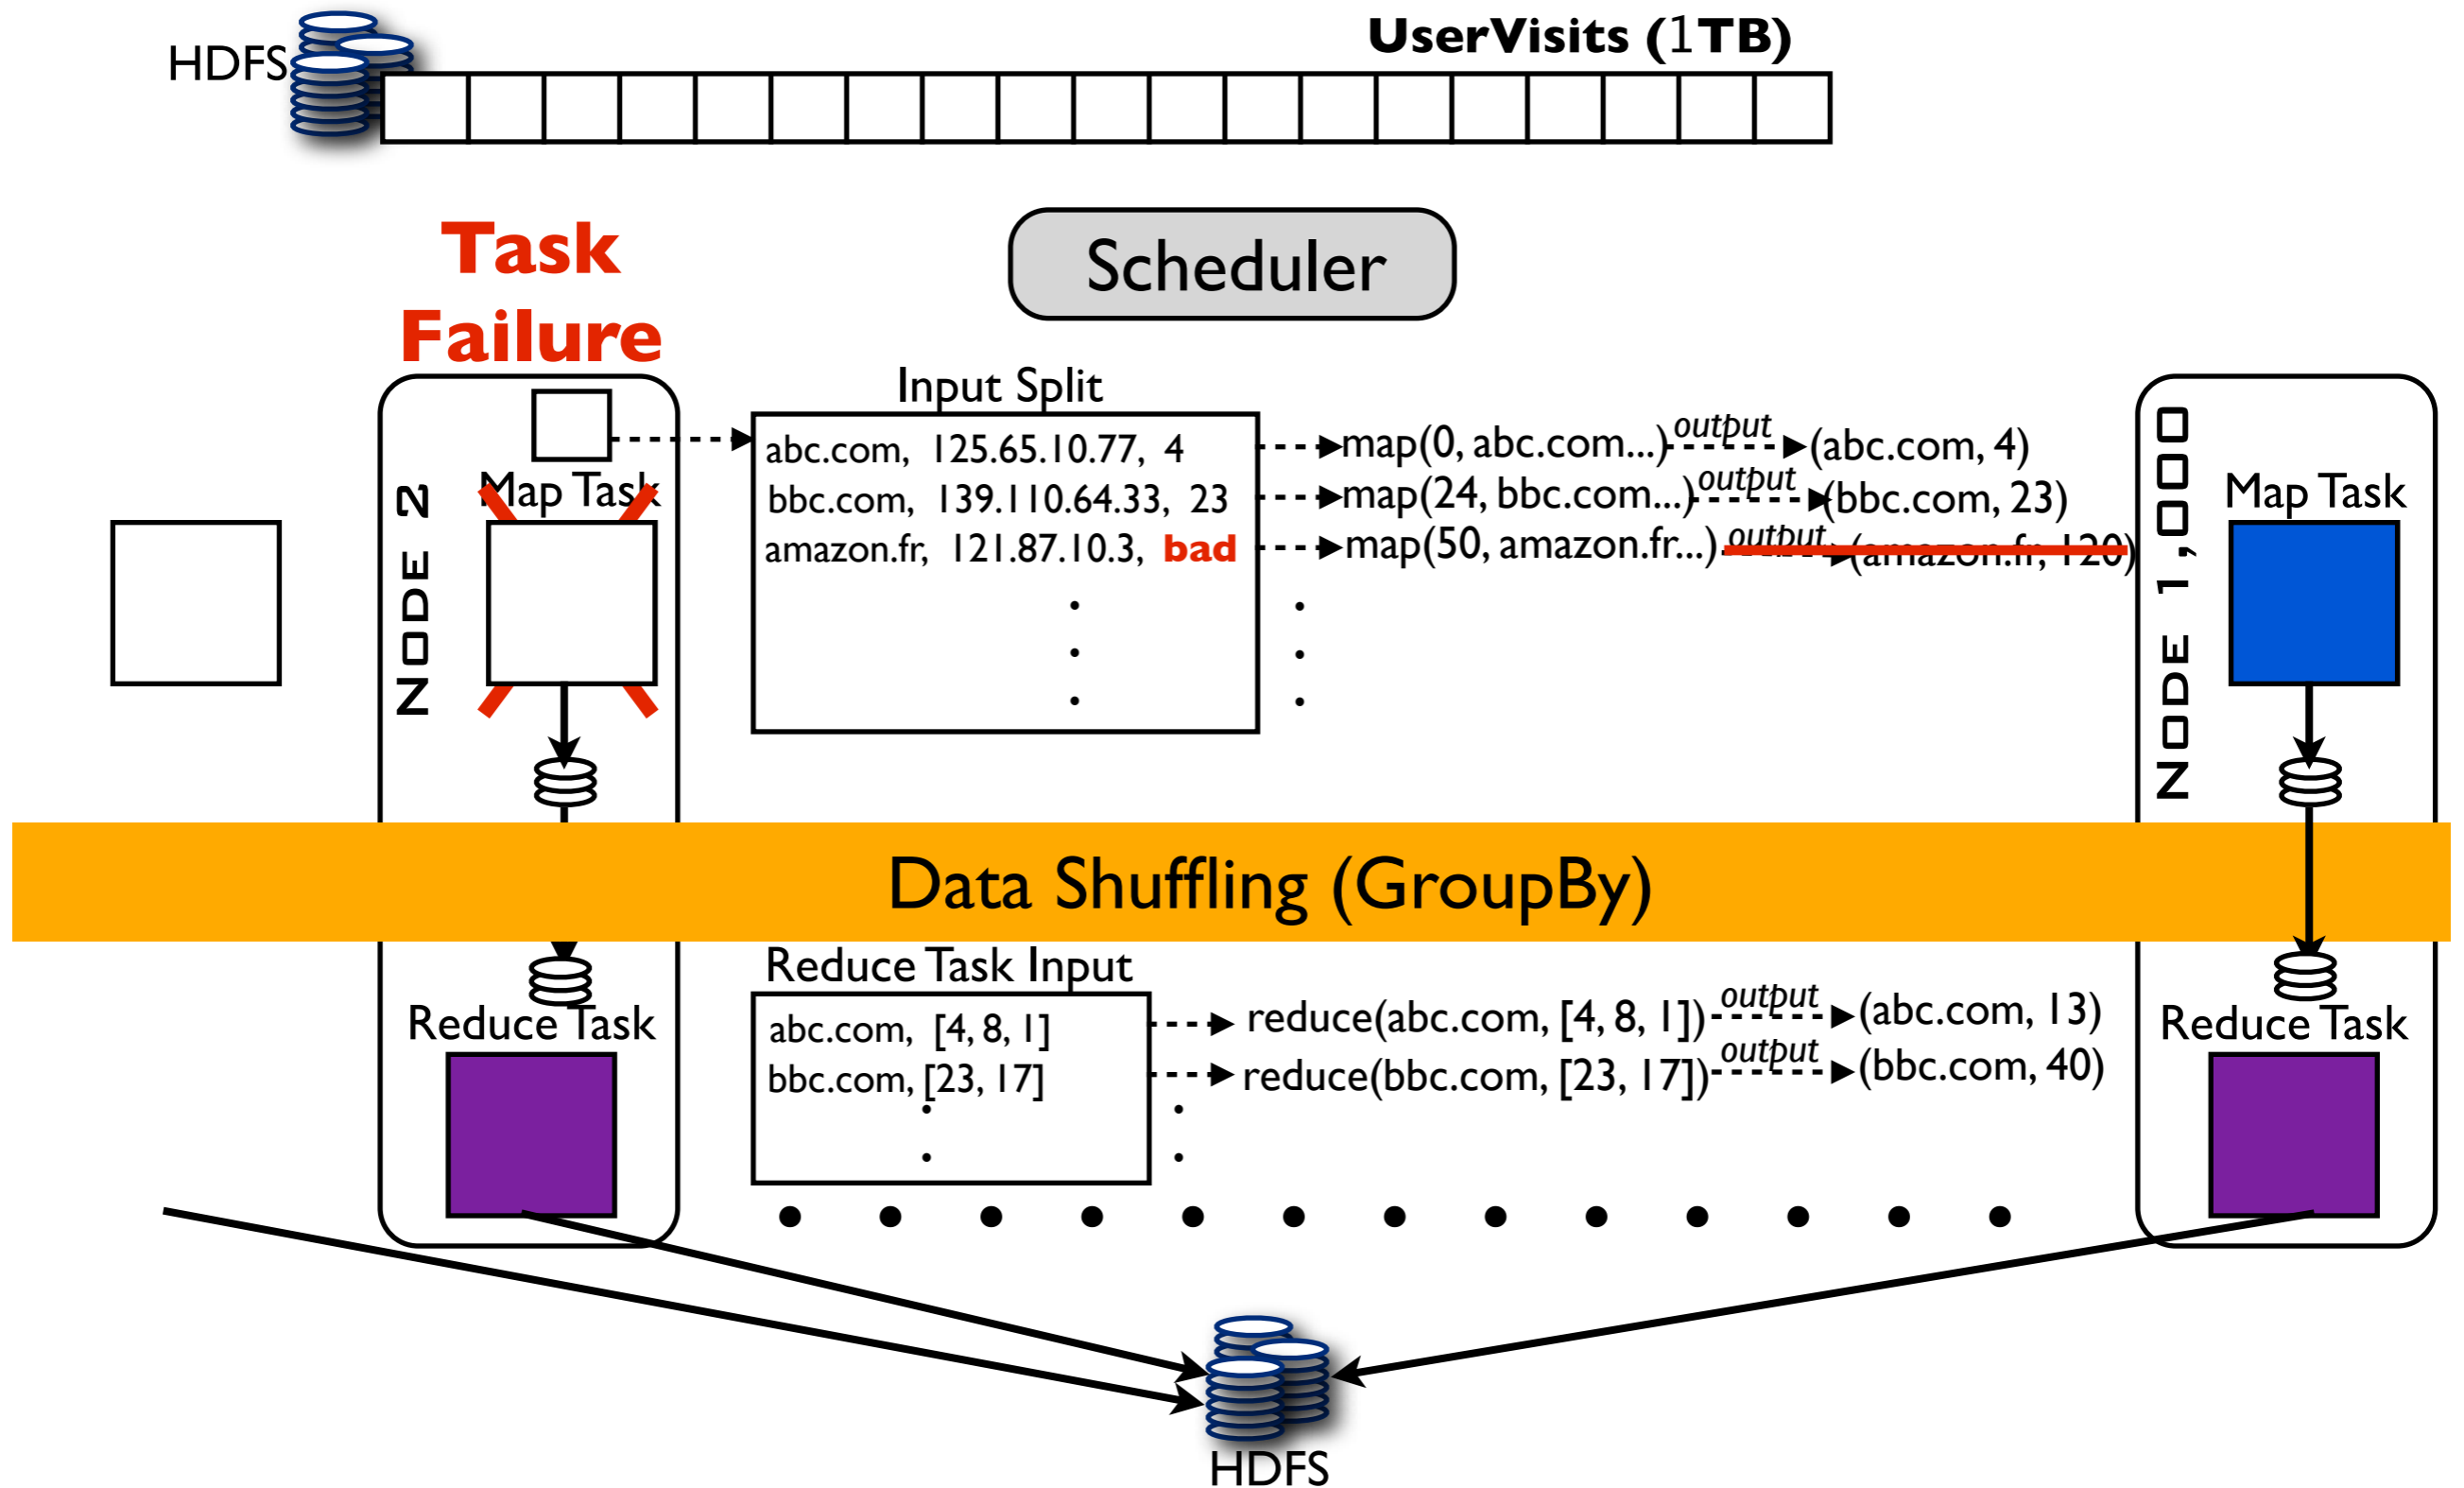 HDFS
UserVisits (1TB)
Task
Failure
Scheduler
NODE 2
Map Task
Input Split
abc.com, 125.65.10.77, 4
bbc.com, 139.110.64.33, 23
amazon.fr, 121.87.10.3, bad
map(0, abc.com...) output (abc.com, 4)
map(24, bbc.com...) output (bbc.com, 23)
map(50, amazon.fr...) output (amazon.fr, 120)
NODE 1,000
Map Task
Data Shuffling (GroupBy)
Reduce Task
Reduce Task Input
abc.com, [4, 8, 1]
bbc.com, [23, 17]
reduce(abc.com, [4, 8, 1]) output (abc.com, 13)
reduce(bbc.com, [23, 17]) output (bbc.com, 40)
Reduce Task
HDFS